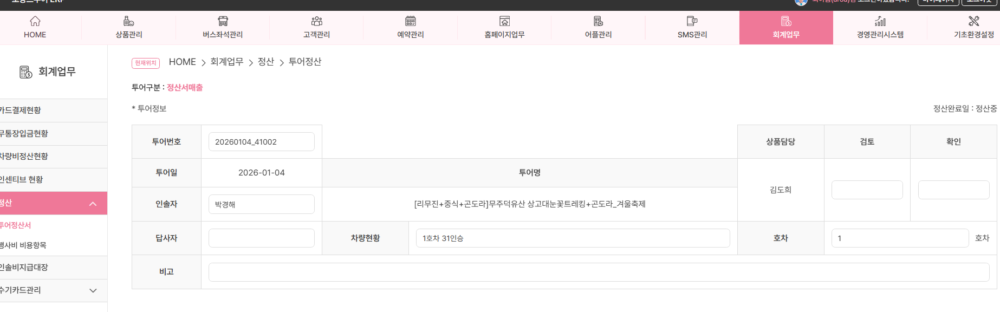 HOME
상품관리
버스좌석관리
고객관리
예약관리
홈페이지업무
어플관리
SMS관리
회계업무
경영관리시스템
기초환경설정
회계업무
카드결제현황
무통장입금현황
차량비정산현황
인센티브 현황
정산
투어정산서
행사비 비용항목
인솔비지급대장
수기카드관리
현재위치 HOME > 회계업무 > 정산 > 투어정산
투어구분 : 정산서매출
* 투어정보
정산완료일 : 정산중
투어번호 20260104_41002 상품담당 검토 확인
투어일 2026-01-04 투어명
김도희
인솔자 박경해 [리무진+중식+곤도라]무주덕유산 상고대눈꽃트레킹+곤도라_겨울축제
답사자 차량현황 1호차 31인승 호차 1 호차
비고